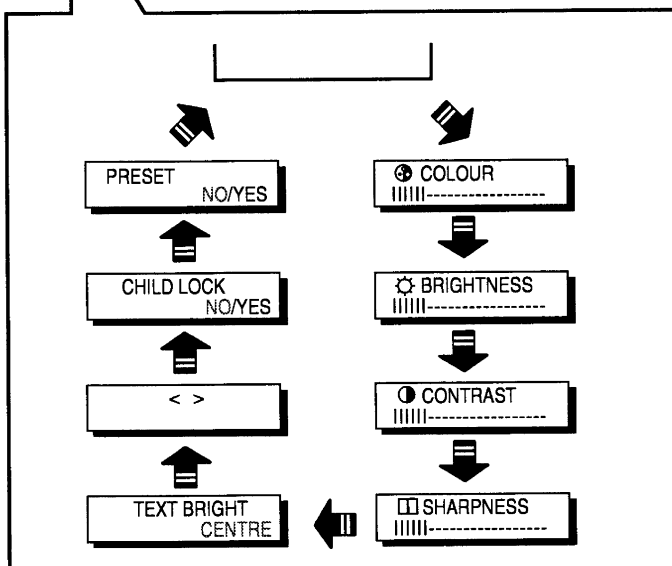 PRESET
NO/YES
COLOUR
CHILD LOCK
NO/YES
BRIGHTNESS
< >
CONTRAST
TEXT BRIGHT
CENTRE
SHARPNESS